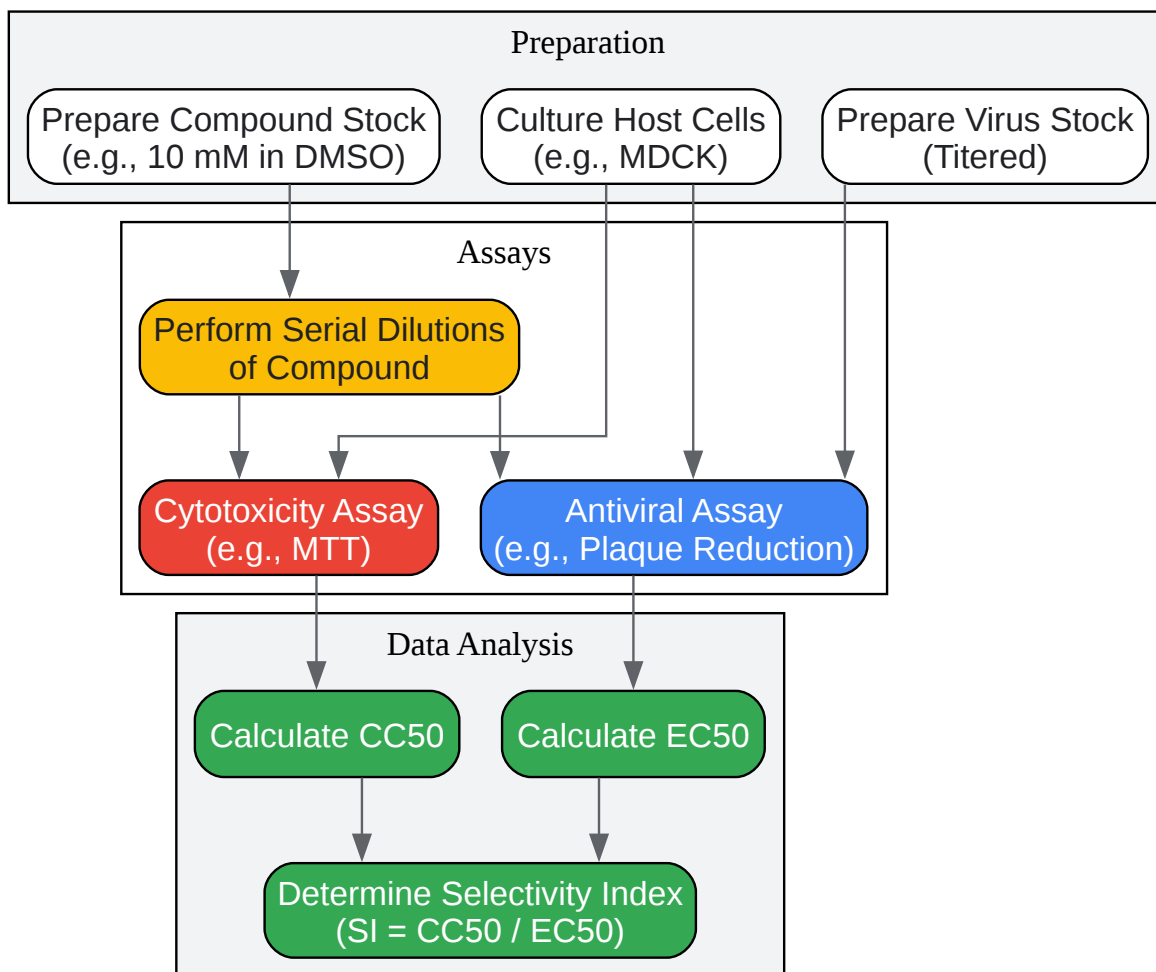 Preparation
Prepare Compound Stock
(e.g., 10 mM in DMSO)
Culture Host Cells
(e.g., MDCK)
Prepare Virus Stock
(Titered)
Assays
Perform Serial Dilutions
of Compound
Cytotoxicity Assay
(e.g., MTT)
Antiviral Assay
(e.g., Plaque Reduction)
Data Analysis
Calculate CC50
Calculate EC50
Determine Selectivity Index
(SI = CC50 / EC50)